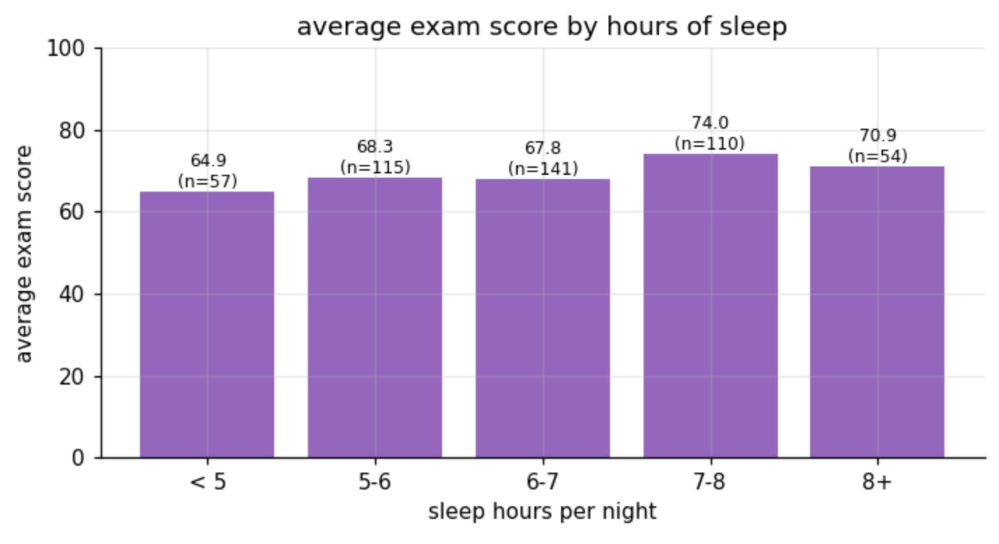 average exam score by hours of sleep
average exam score
100
80
60
40
20
0
64.9
(n=57)
68.3
(n=115)
67.8
(n=141)
74.0
(n=110)
70.9
(n=54)
< 5
5-6
6-7
7-8
8+
sleep hours per night